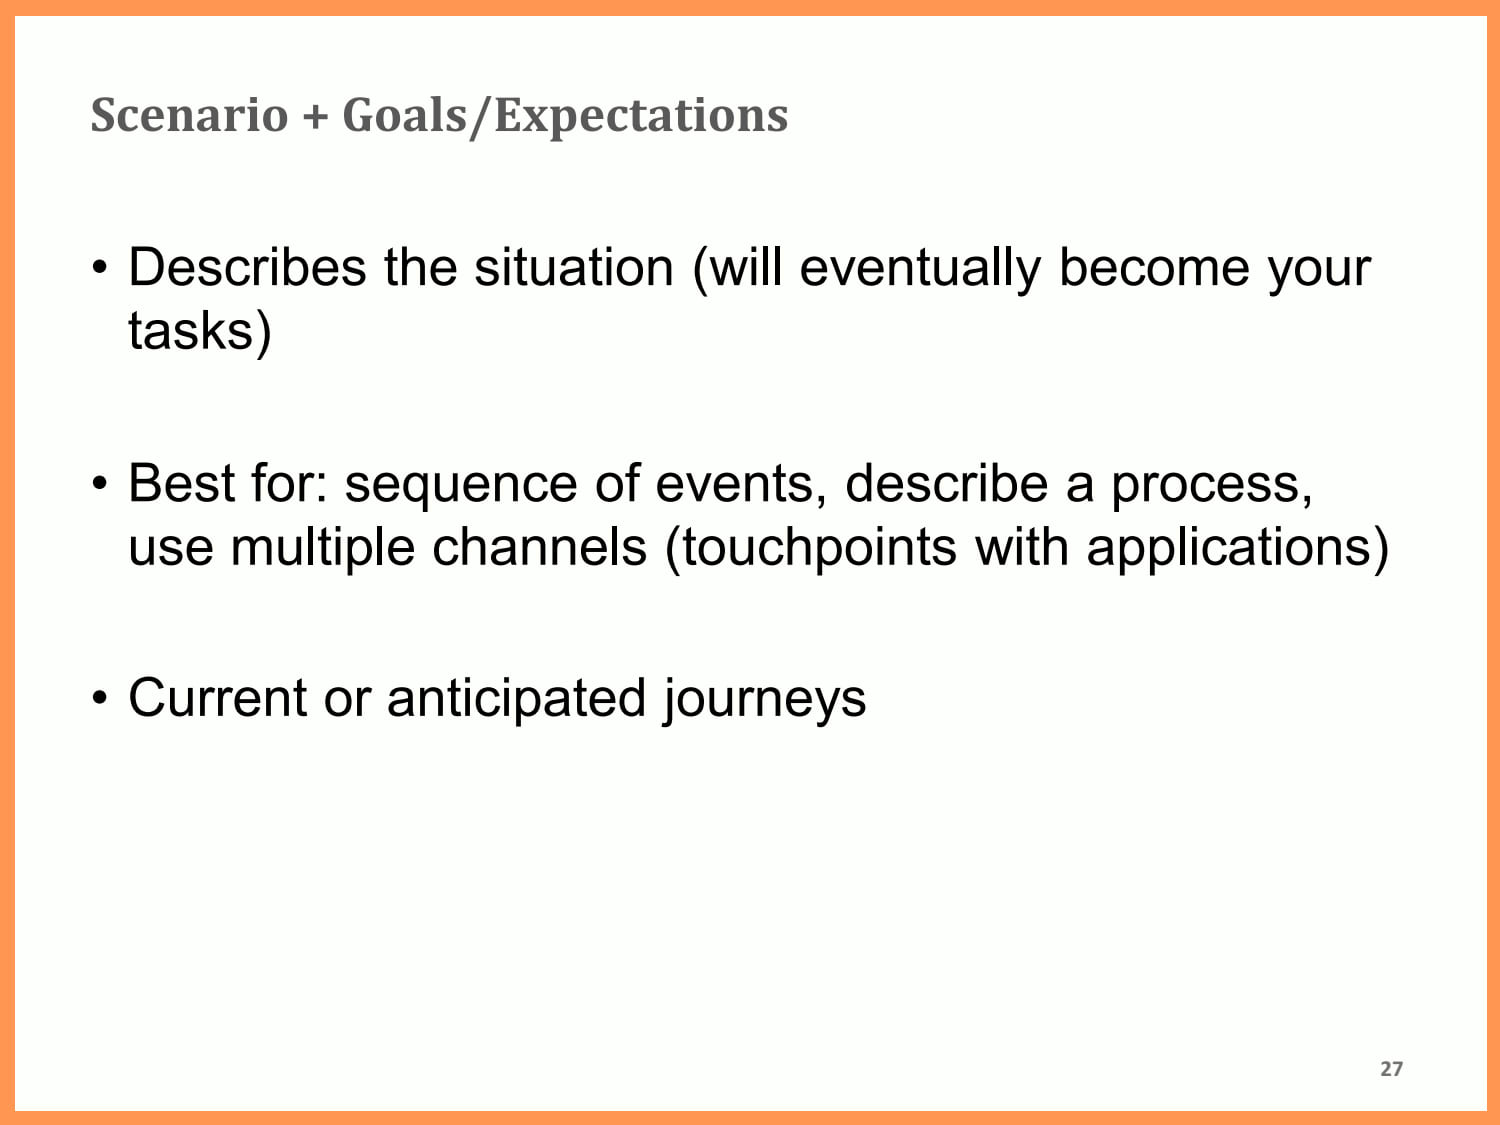 Scenario + Goals/Expectations
• Describes the situation (will eventually become your
tasks)
• Best for: sequence of events, describe a process,
use multiple channels (touchpoints with applications)
• Current or anticipated journeys
27